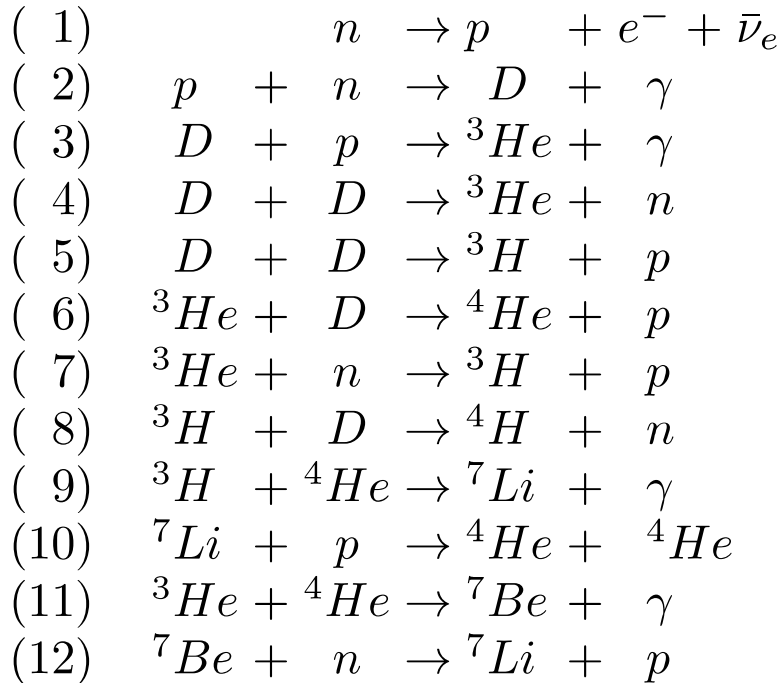 ( 1) n → p + e⁻ + ν̄ₑ
( 2) p + n → D + γ
( 3) D + p → ³He + γ
( 4) D + D → ³He + n
( 5) D + D → ³H + p
( 6) ³He + D → ⁴He + p
( 7) ³He + n → ³H + p
( 8) ³H + D → ⁴H + n
( 9) ³H + ⁴He → ⁷Li + γ
(10) ⁷Li + p → ⁴He + ⁴He
(11) ³He + ⁴He → ⁷Be + γ
(12) ⁷Be + n → ⁷Li + p